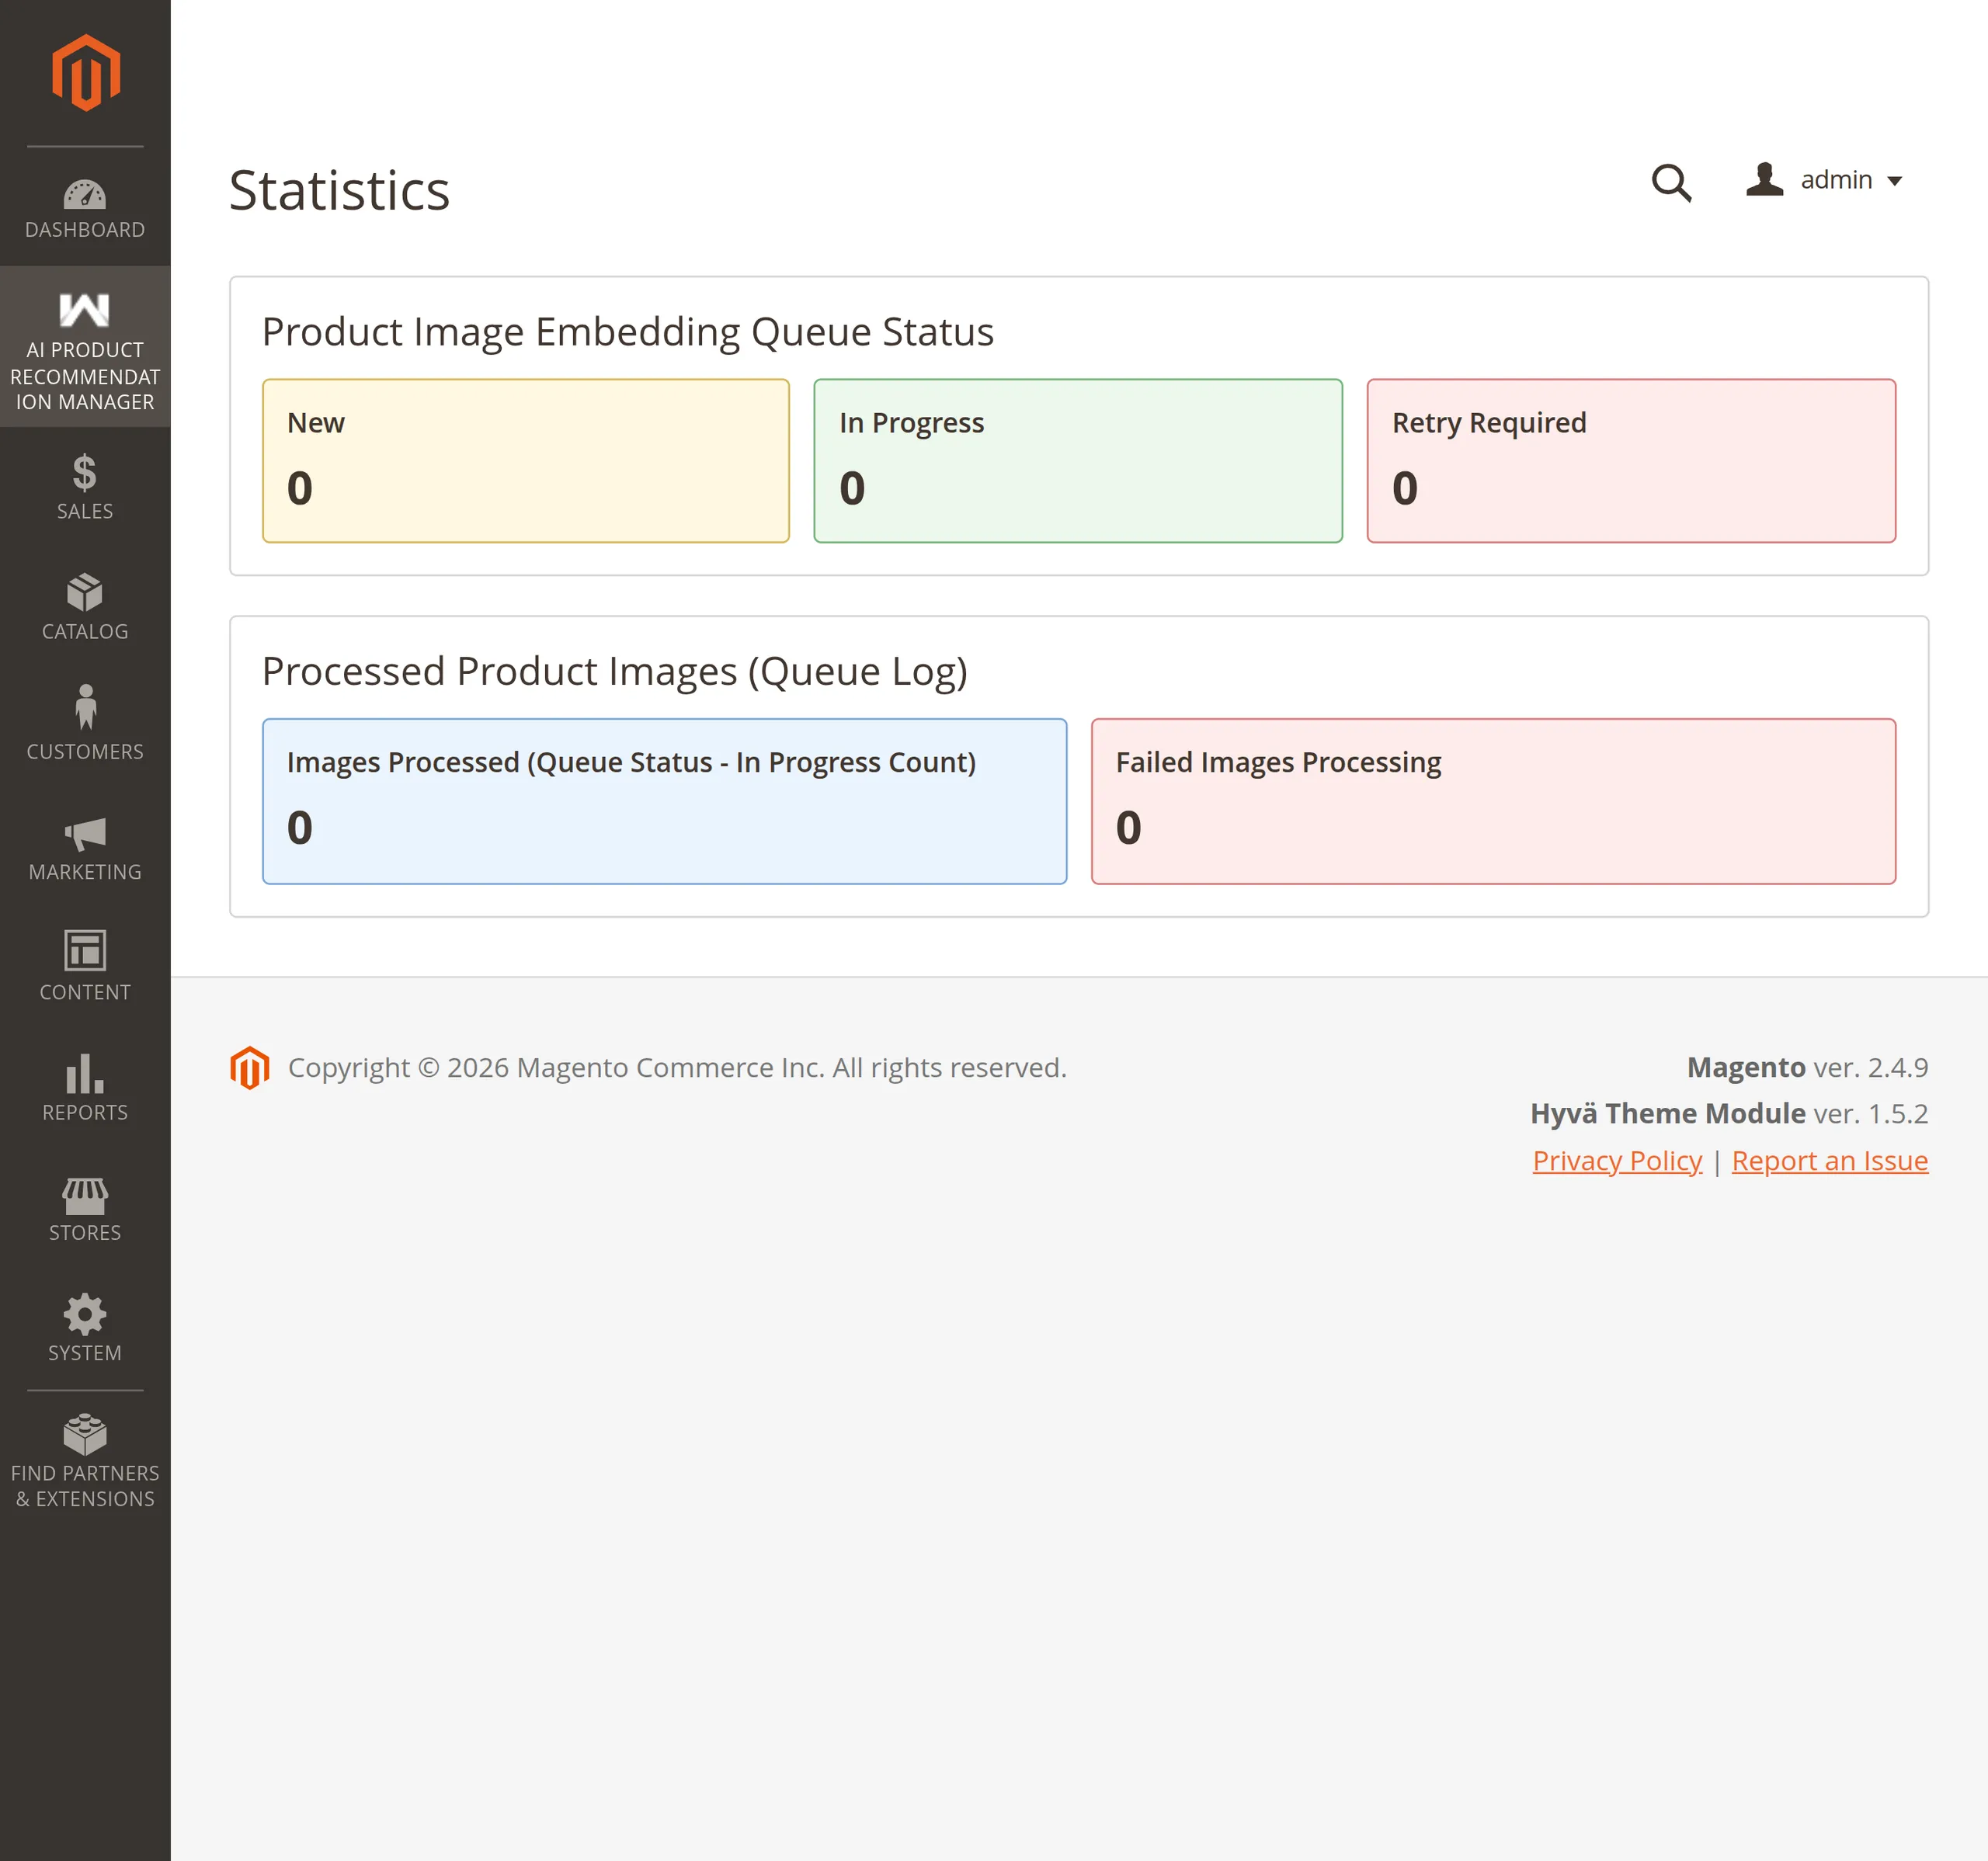 DASHBOARD
AI PRODUCT
RECOMMENDAT
ION MANAGER
SALES
CATALOG
CUSTOMERS
MARKETING
CONTENT
REPORTS
STORES
SYSTEM
FIND PARTNERS
& EXTENSIONS
Statistics
admin
Product Image Embedding Queue Status
New
0
In Progress
0
Retry Required
0
Processed Product Images (Queue Log)
Images Processed (Queue Status - In Progress Count)
0
Failed Images Processing
0
Copyright © 2026 Magento Commerce Inc. All rights reserved.
Magento ver. 2.4.9
Hyvä Theme Module ver. 1.5.2
Privacy Policy | Report an Issue